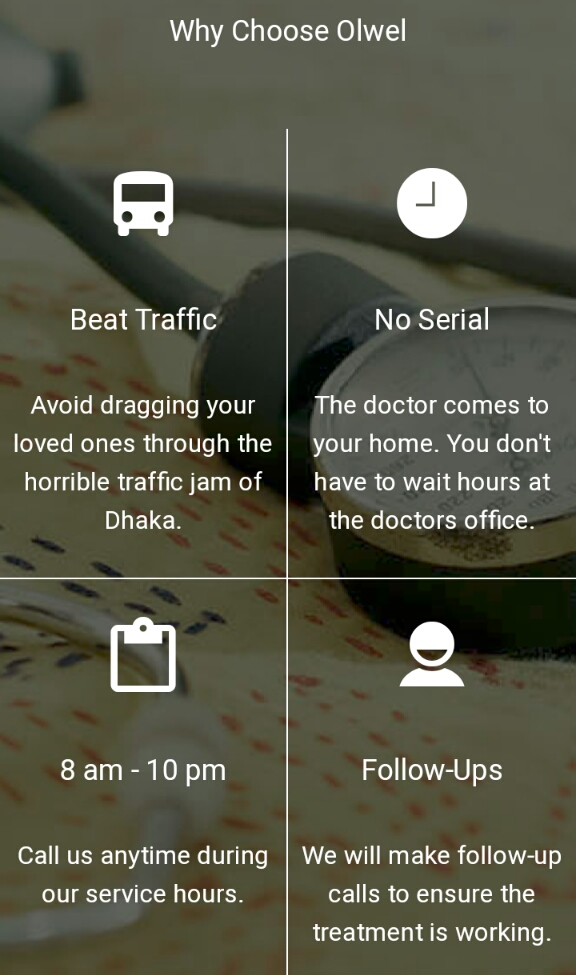 Why Choose Olwel
Beat Traffic
Avoid dragging your
loved ones through the
horrible traffic jam of
Dhaka.
No Serial
The doctor comes to
your home. You don't
have to wait hours at
the doctors office.
8 am - 10 pm
Call us anytime during
our service hours.
Follow-Ups
We will make follow-up
calls to ensure the
treatment is working.